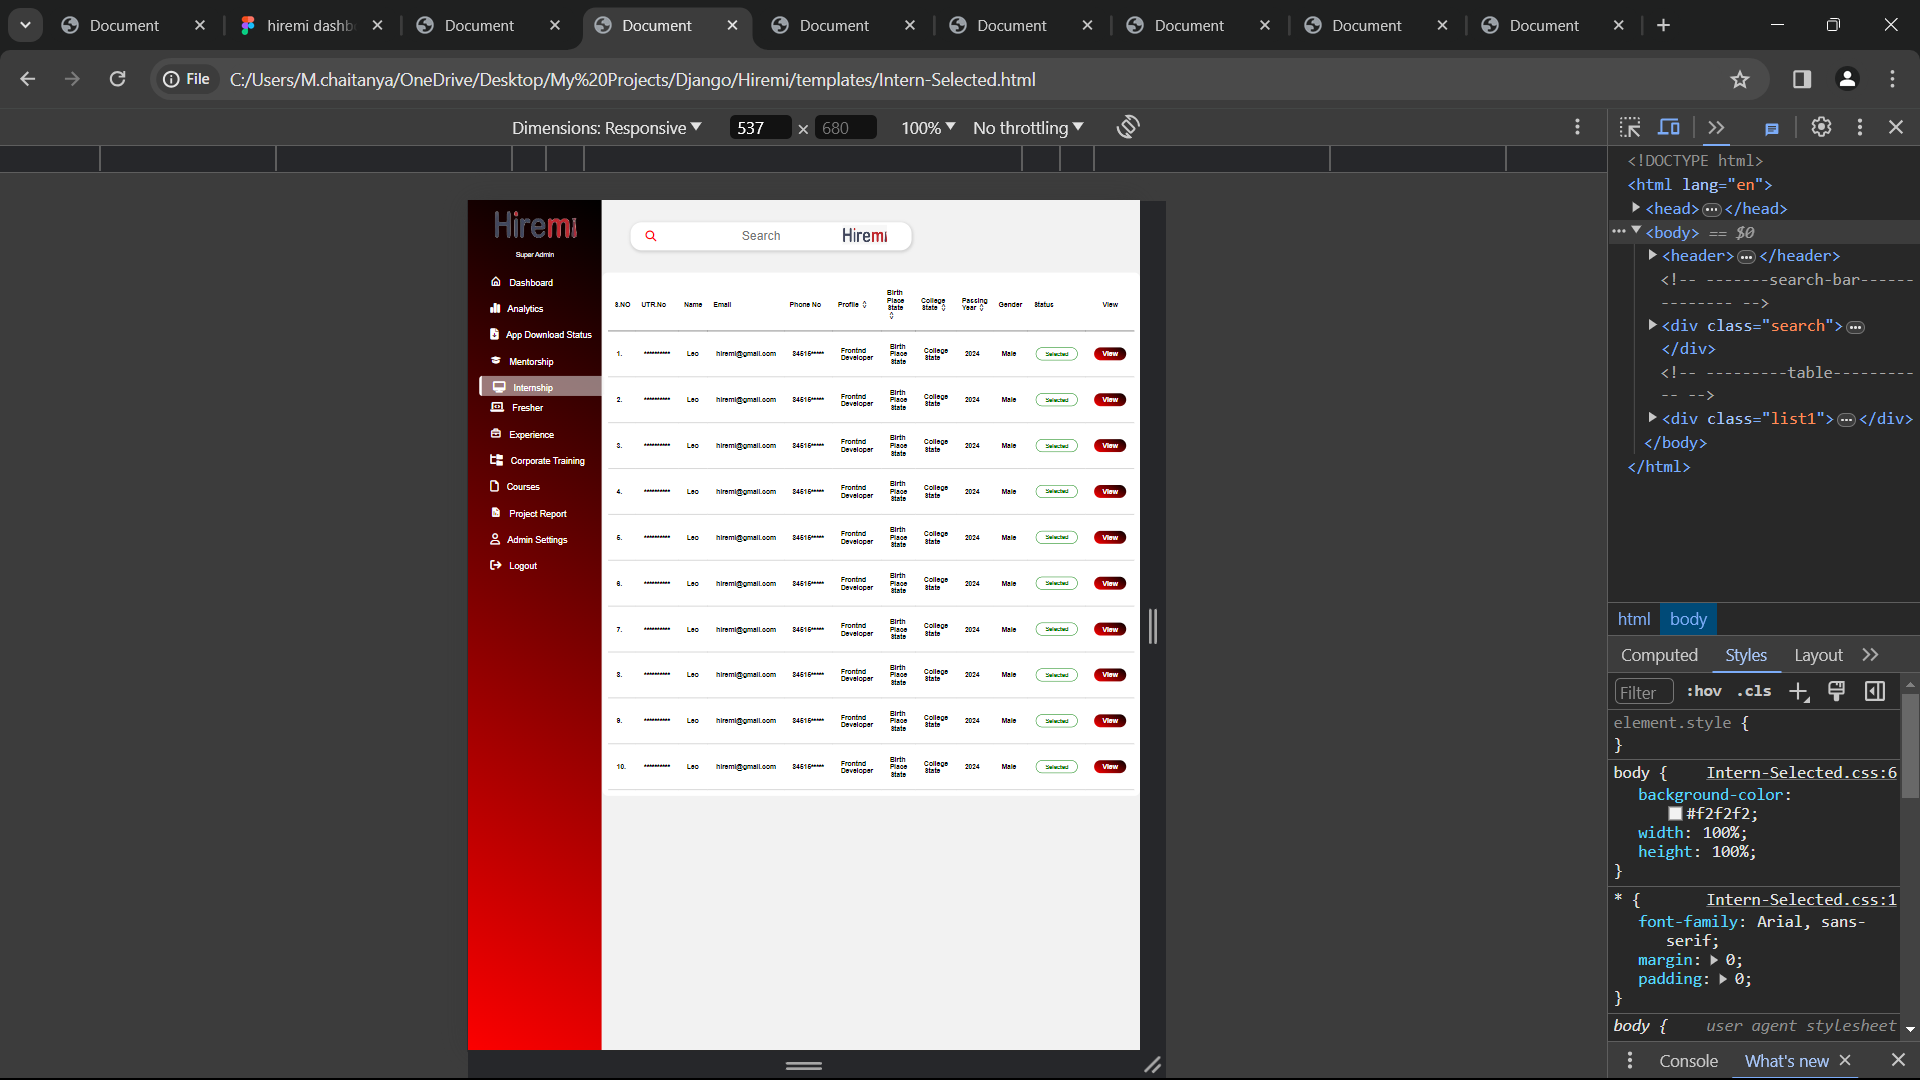 Document
hiremi dashb
Document
Document
Document
Document
Document
Document
Document
File
C:/Users/M.chaitanya/OneDrive/Desktop/My%20Projects/Django/Hiremi/templates/Intern-Selected.html
Dimensions: Responsive 537 × 680 100% No throttling
Hiremi
Super Admin
Dashboard
Analytics
App Download Status
Mentorship
Internship
Fresher
Experience
Corporate Training
Courses
Project Report
Admin Settings
Logout
Search Hiremi
S.NO UTR.No Name Email Phone No Profile Birth Place State College State Passing Year Gender Status View
1. ********** Leo hiremi@gmail.com 84515***** Frontnd Developer Birth Place State College State 2024 Male Selected View
2. ********** Leo hiremi@gmail.com 84515***** Frontnd Developer Birth Place State College State 2024 Male Selected View
3. ********** Leo hiremi@gmail.com 84515***** Frontnd Developer Birth Place State College State 2024 Male Selected View
4. ********** Leo hiremi@gmail.com 84515***** Frontnd Developer Birth Place State College State 2024 Male Selected View
5. ********** Leo hiremi@gmail.com 84515***** Frontnd Developer Birth Place State College State 2024 Male Selected View
6. ********** Leo hiremi@gmail.com 84515***** Frontnd Developer Birth Place State College State 2024 Male Selected View
7. ********** Leo hiremi@gmail.com 84515***** Frontnd Developer Birth Place State College State 2024 Male Selected View
8. ********** Leo hiremi@gmail.com 84515***** Frontnd Developer Birth Place State College State 2024 Male Selected View
9. ********** Leo hiremi@gmail.com 84515***** Frontnd Developer Birth Place State College State 2024 Male Selected View
10. ********** Leo hiremi@gmail.com 84515***** Frontnd Developer Birth Place State College State 2024 Male Selected View
<!DOCTYPE html>
<html lang="en">
<head> ••• </head>
<body> == $0
<header> ••• </header>
<!-- -------search-bar------
-------- -->
<div class="search"> •••
</div>
<!-- ---------table---------
-- -->
<div class="list1"> ••• </div>
</body>
</html>
html body
Computed Styles Layout
Filter :hov .cls
element.style {
}
body { Intern-Selected.css:6
background-color:
#f2f2f2;
width: 100%;
height: 100%;
}
* { Intern-Selected.css:1
font-family: Arial, sans-
serif;
margin: 0;
padding: 0;
}
body { user agent stylesheet
Console What's new